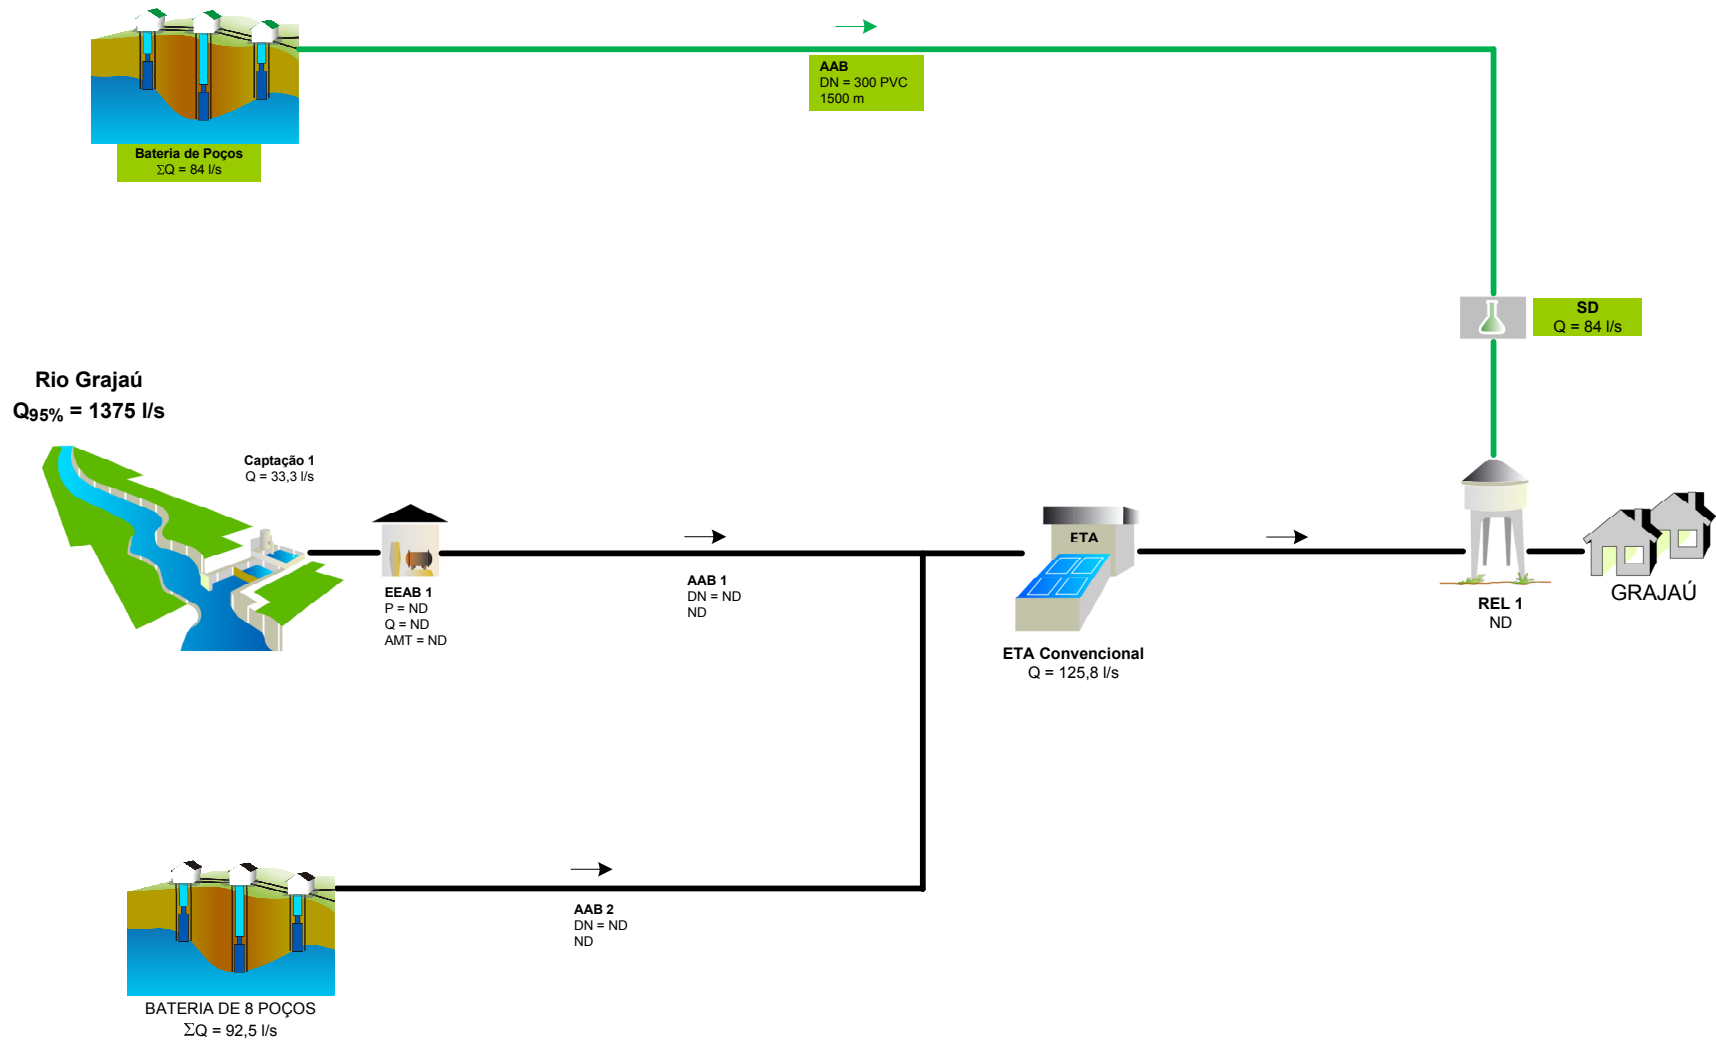 AAB
DN = 300 PVC
1500 m
Bateria de Poços
ΣQ = 84 l/s
SD
Q = 84 l/s
Rio Grajaú
Q95% = 1375 l/s
Captação 1
Q = 33,3 l/s
EEAB 1
P = ND
Q = ND
AMT = ND
AAB 1
DN = ND
ND
ETA
ETA Convencional
Q = 125,8 l/s
REL 1
ND
GRAJAÚ
AAB 2
DN = ND
ND
BATERIA DE 8 POÇOS
ΣQ = 92,5 l/s